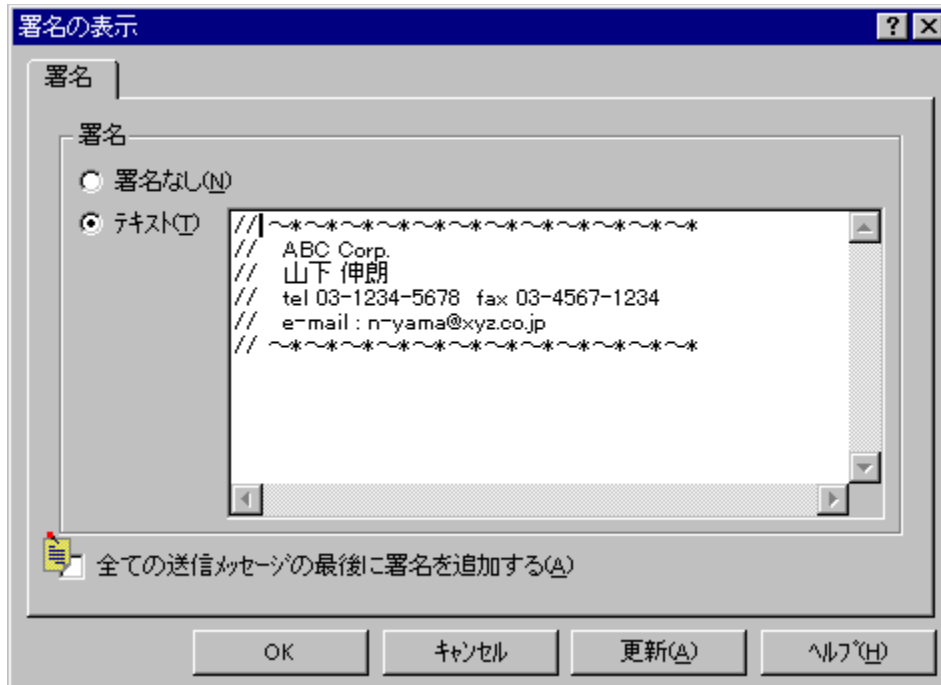 署名の表示
署名
署名
署名なし(N)
テキスト(T)
// ～*～*～*～*～*～*～*～*～*～*～*～*
// ABC Corp.
// 山下 伸朗
// tel 03-1234-5678 fax 03-4567-1234
// e-mail : n-yama@xyz.co.jp
// ～*～*～*～*～*～*～*～*～*～*～*～*
全ての送信メッセージの最後に署名を追加する(A)
OK キャンセル 更新(A) ヘルプ(H)